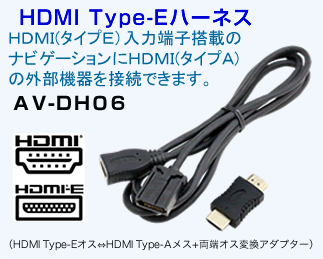 HDMI Type-Eハーネス
HDMI(タイプE)入力端子搭載の
ナビゲーションにHDMI(タイプA)
の外部機器を接続できます。
AV-DH06
HDMI
HDMI-E
(HDMI Type-Eオス⇔HDMI Type-Aメス+両端オス変換アダプター)